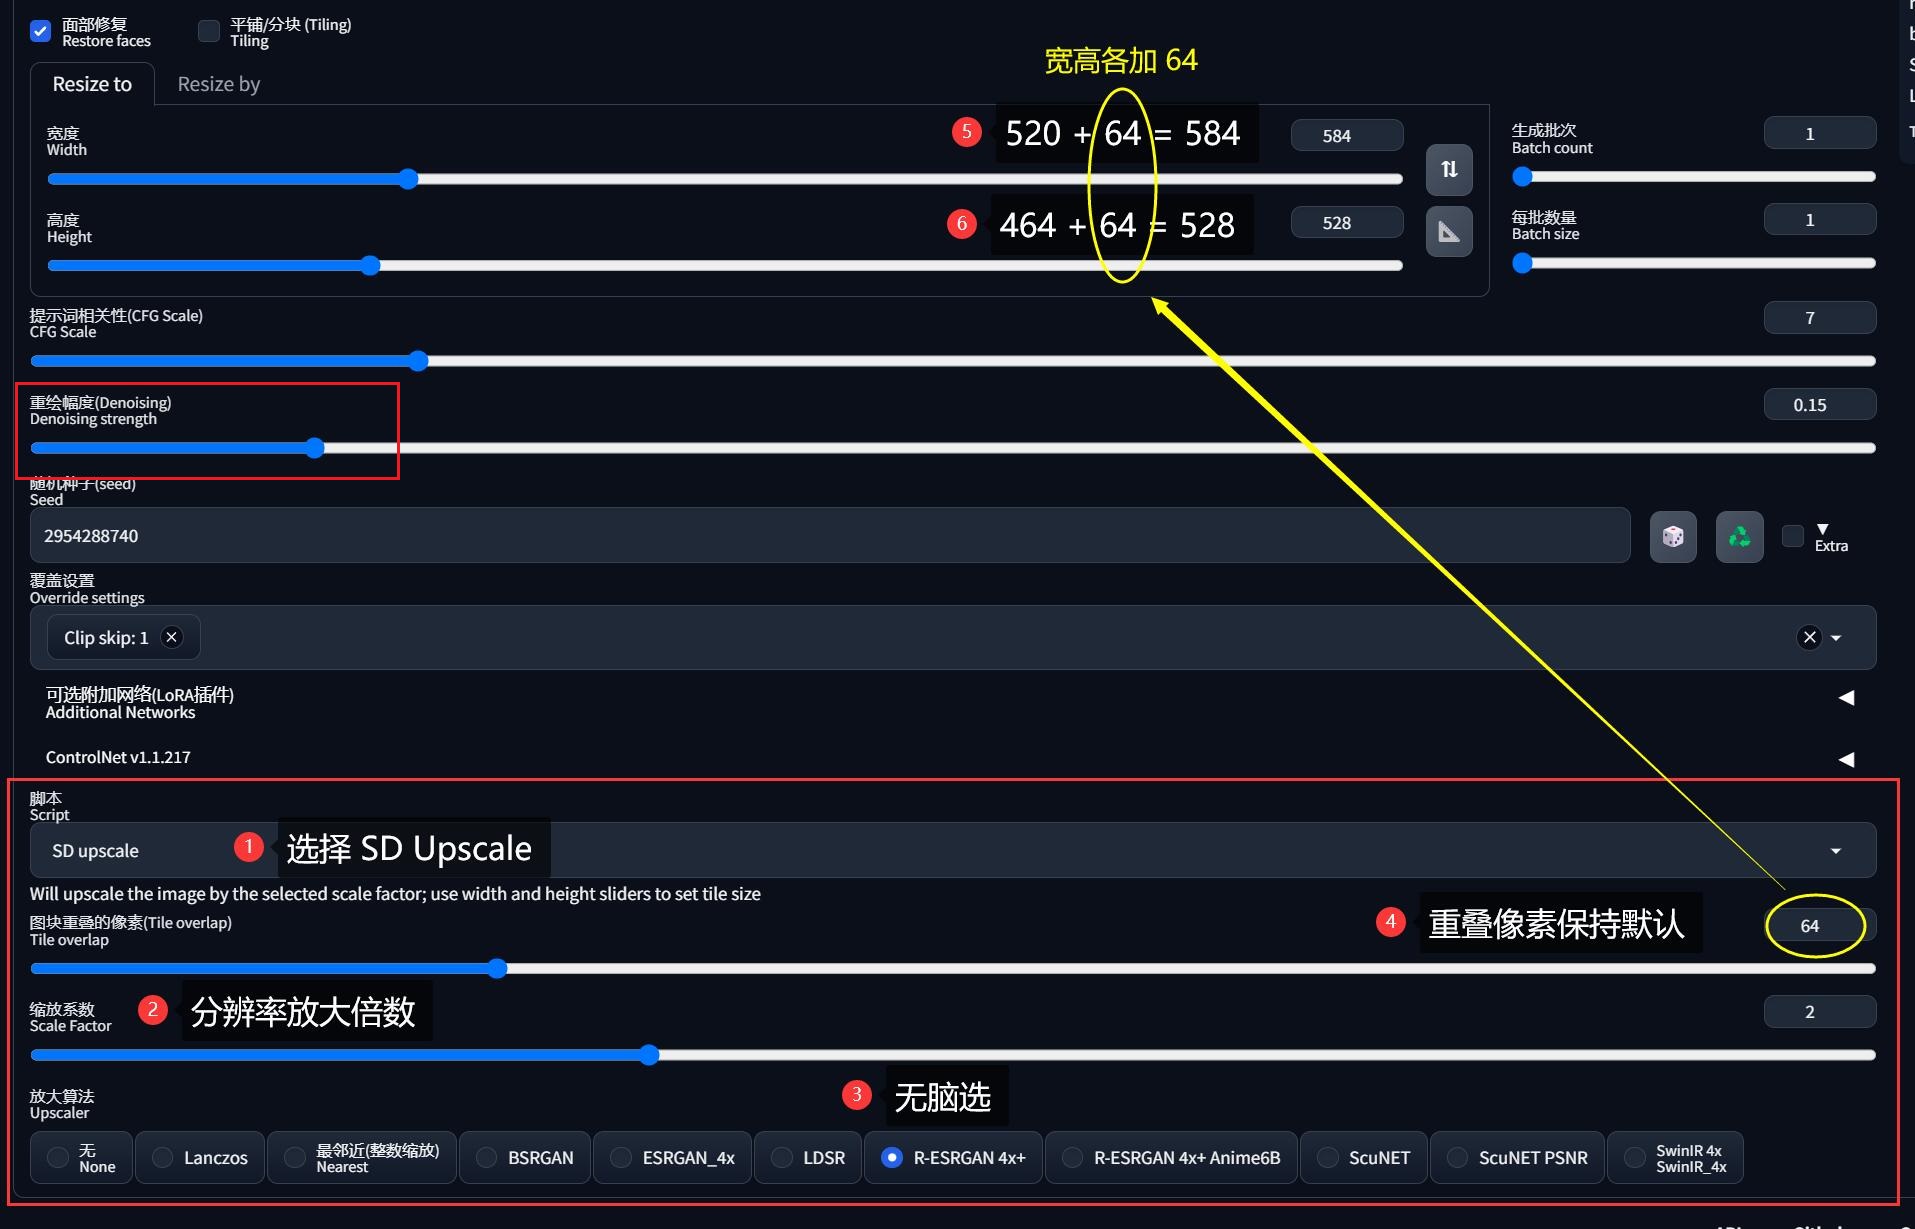 面部修复
Restore faces
平铺/分块 (Tiling)
Tiling
宽高各加 64
Resize to
Resize by
宽度
Width
5
520 + 64 = 584
584
生成批次
Batch count
1
高度
Height
6
464 + 64 = 528
528
每批数量
Batch size
1
提示词相关性(CFG Scale)
CFG Scale
7
重绘幅度(Denoising)
Denoising strength
0.15
随机种子(seed)
Seed
2954288740
Extra
覆盖设置
Override settings
Clip skip: 1
可选附加网络(LoRA插件)
Additional Networks
ControlNet v1.1.217
脚本
Script
SD upscale
1
选择 SD Upscale
Will upscale the image by the selected scale factor; use width and height sliders to set tile size
图块重叠的像素(Tile overlap)
Tile overlap
4
重叠像素保持默认
64
缩放系数
Scale Factor
2
分辨率放大倍数
2
放大算法
Upscaler
3
无脑选
无
None
Lanczos
最邻近(整数缩放)
Nearest
BSRGAN
ESRGAN_4x
LDSR
R-ESRGAN 4x+
R-ESRGAN 4x+ Anime6B
ScuNET
ScuNET PSNR
SwinIR 4x
SwinIR_4x